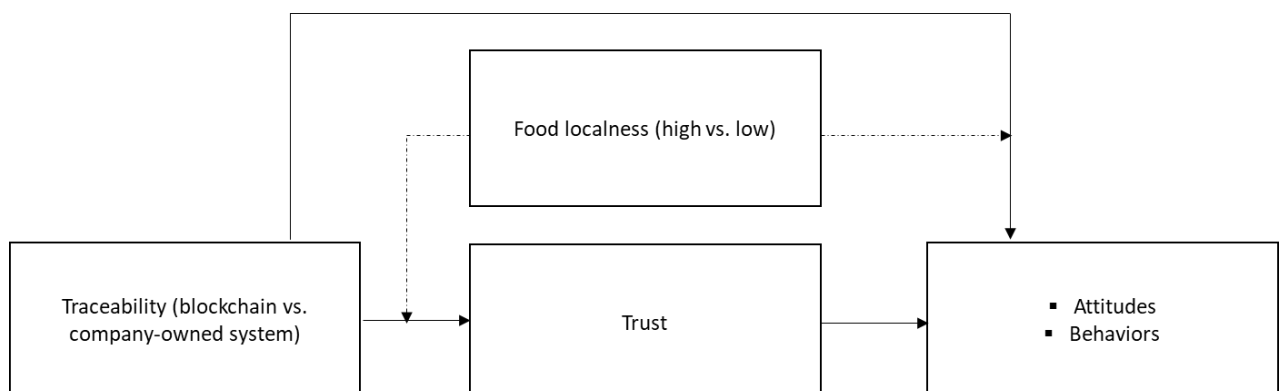 Food localness (high vs. low)
Traceability (blockchain vs.
company-owned system)
Trust
▪ Attitudes
▪ Behaviors